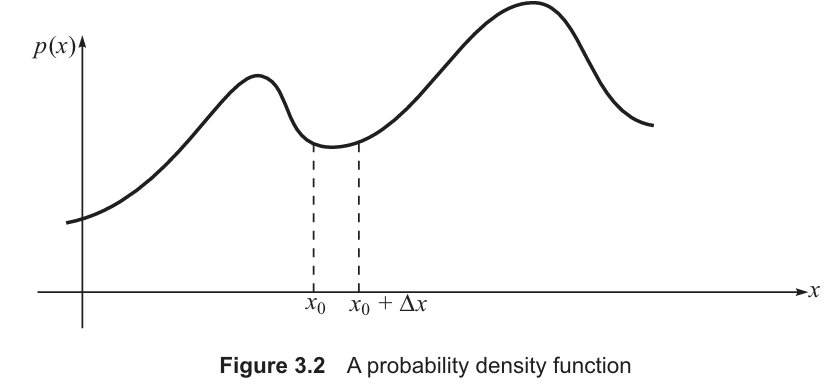 p(x)
x
x₀ x₀ + Δx
Figure 3.2 A probability density function